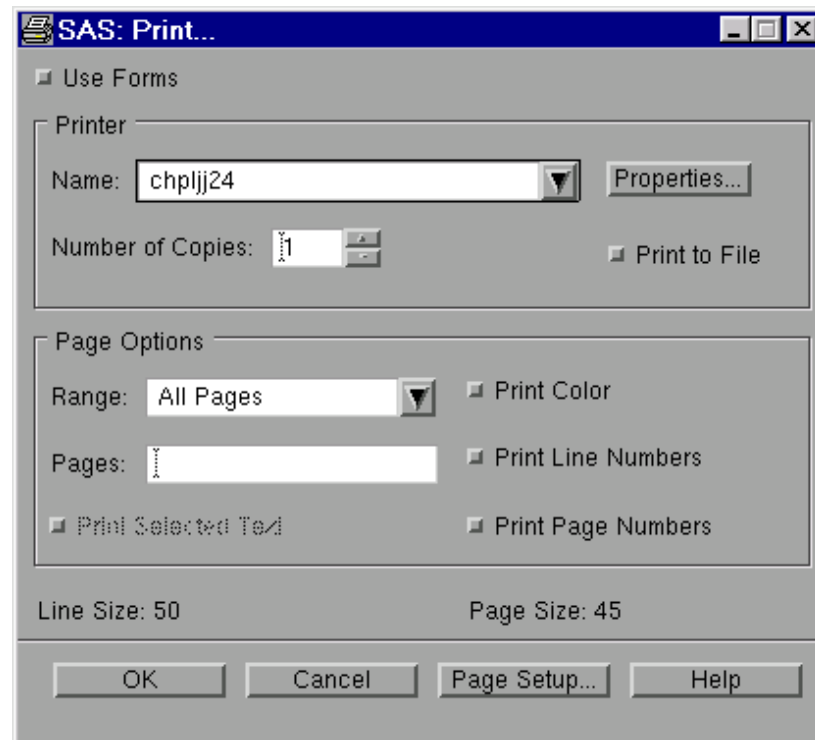 SAS: Print...
Use Forms
Printer
Name: chpljj24 Properties...
Number of Copies: 1 Print to File
Page Options
Range: All Pages Print Color
Pages: Print Line Numbers
Print Selected Text Print Page Numbers
Line Size: 50 Page Size: 45
OK Cancel Page Setup... Help